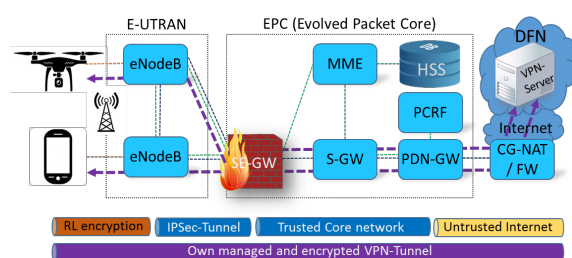 E-UTRAN
EPC (Evolved Packet Core)
DFN
eNodeB
MME
DB
HSS
VPN-
Server
PCRF
Internet
eNodeB
SE-GW
S-GW
PDN-GW
CG-NAT
/ FW
RL encryption
IPSec-Tunnel
Trusted Core network
Untrusted Internet
Own managed and encrypted VPN-Tunnel